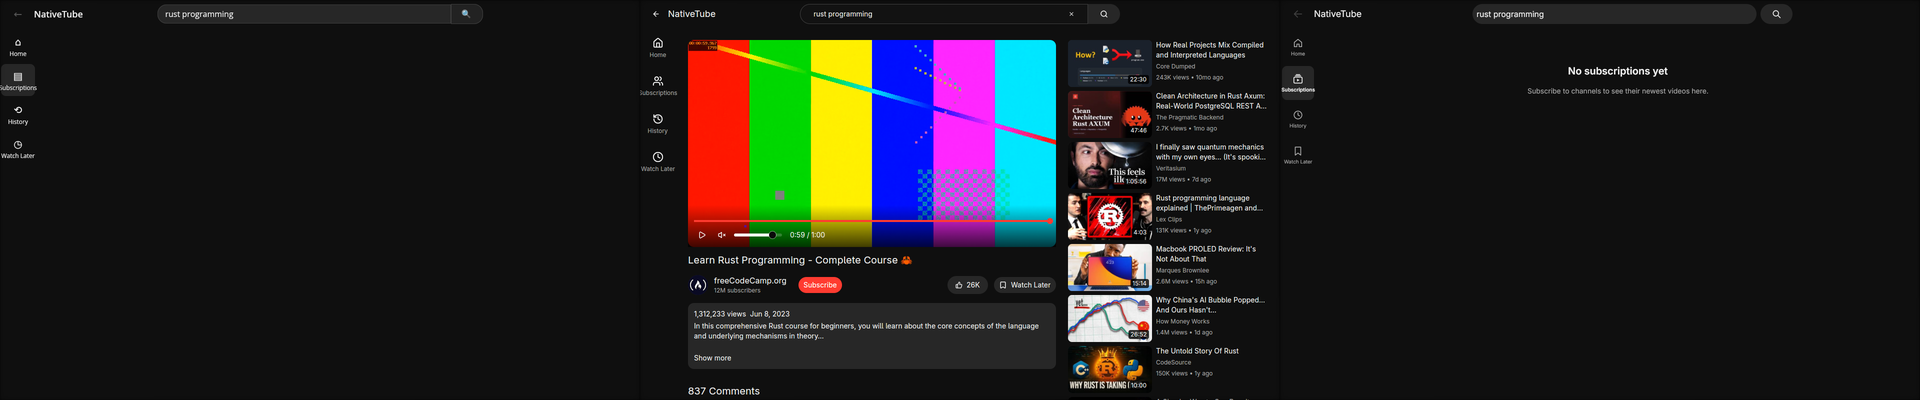 NativeTube
rust programming
Home
Subscriptions
History
Watch Later
NativeTube
rust programming
Home
Subscriptions
History
Watch Later
0:59 / 1:00
Learn Rust Programming - Complete Course 🦀
freeCodeCamp.org
12M subscribers
Subscribe
26K
Watch Later
1,312,233 views Jun 8, 2023
In this comprehensive Rust course for beginners, you will learn about the core concepts of the language
and underlying mechanisms in theory...
Show more
837 Comments
How?
22:30
How Real Projects Mix Compiled
and Interpreted Languages
Core Dumped
243K views • 10mo ago
Clean
Architecture
Rust AXUM
47:46
Clean Architecture in Rust Axum:
Real-World PostgreSQL REST A...
The Pragmatic Backend
2.7K views • 1mo ago
This feels
1:05:56
I finally saw quantum mechanics
with my own eyes... (It's spooki...
Veritasium
17M views • 7d ago
R
4:03
Rust programming language
explained | ThePrimeagen and...
Lex Clips
131K views • 1y ago
15:14
Macbook PROLED Review: It's
Not About That
Marques Brownlee
2.6M views • 15h ago
26:52
Why China's AI Bubble Popped...
And Ours Hasn't...
How Money Works
1.4M views • 1d ago
WHY RUST IS TAKING
10:00
The Untold Story Of Rust
CodeSource
150K views • 1y ago
NativeTube
rust programming
Home
Subscriptions
History
Watch Later
No subscriptions yet
Subscribe to channels to see their newest videos here.